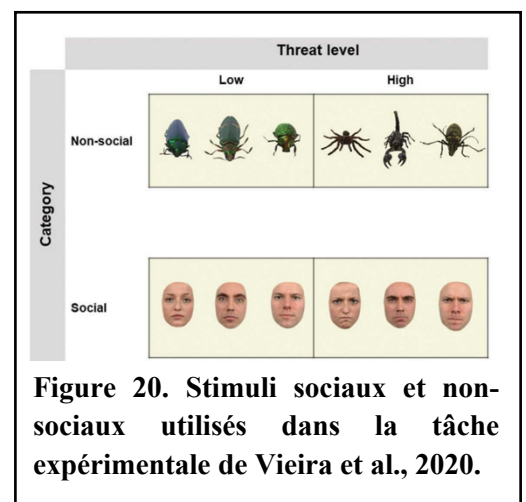 Threat level
Low High
Non-social
Category
Social
Figure 20. Stimuli sociaux et non-
sociaux utilisés dans la tâche
expérimentale de Vieira et al., 2020.